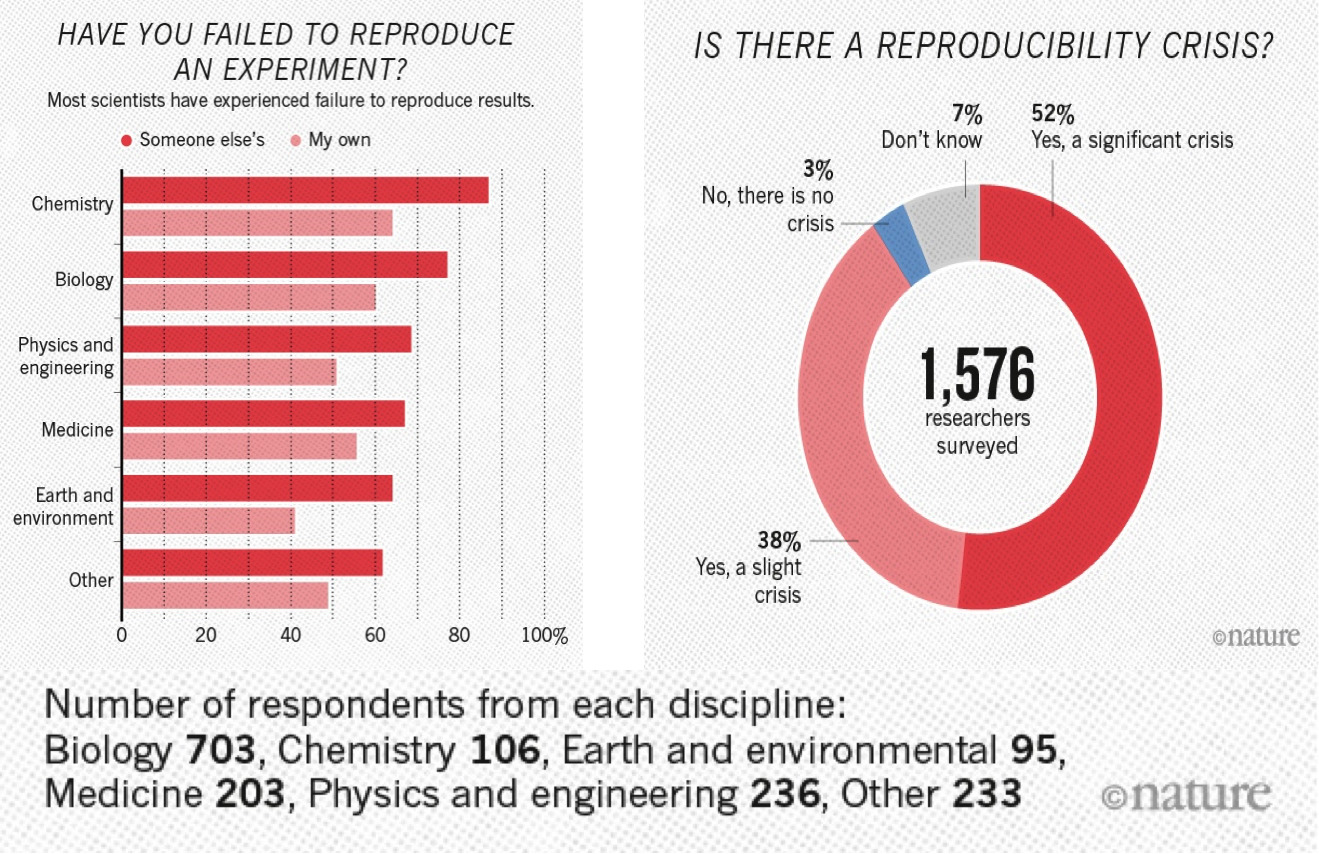 HAVE YOU FAILED TO REPRODUCE
AN EXPERIMENT?
Most scientists have experienced failure to reproduce results.
Someone else's
My own
Chemistry
Biology
Physics and
engineering
Medicine
Earth and
environment
Other
0 20 40 60 80 100%
IS THERE A REPRODUCIBILITY CRISIS?
7%
Don't know
52%
Yes, a significant crisis
3%
No, there is no
crisis
1,576
researchers
surveyed
38%
Yes, a slight
crisis
©nature
Number of respondents from each discipline:
Biology 703, Chemistry 106, Earth and environmental 95,
Medicine 203, Physics and engineering 236, Other 233
©nature